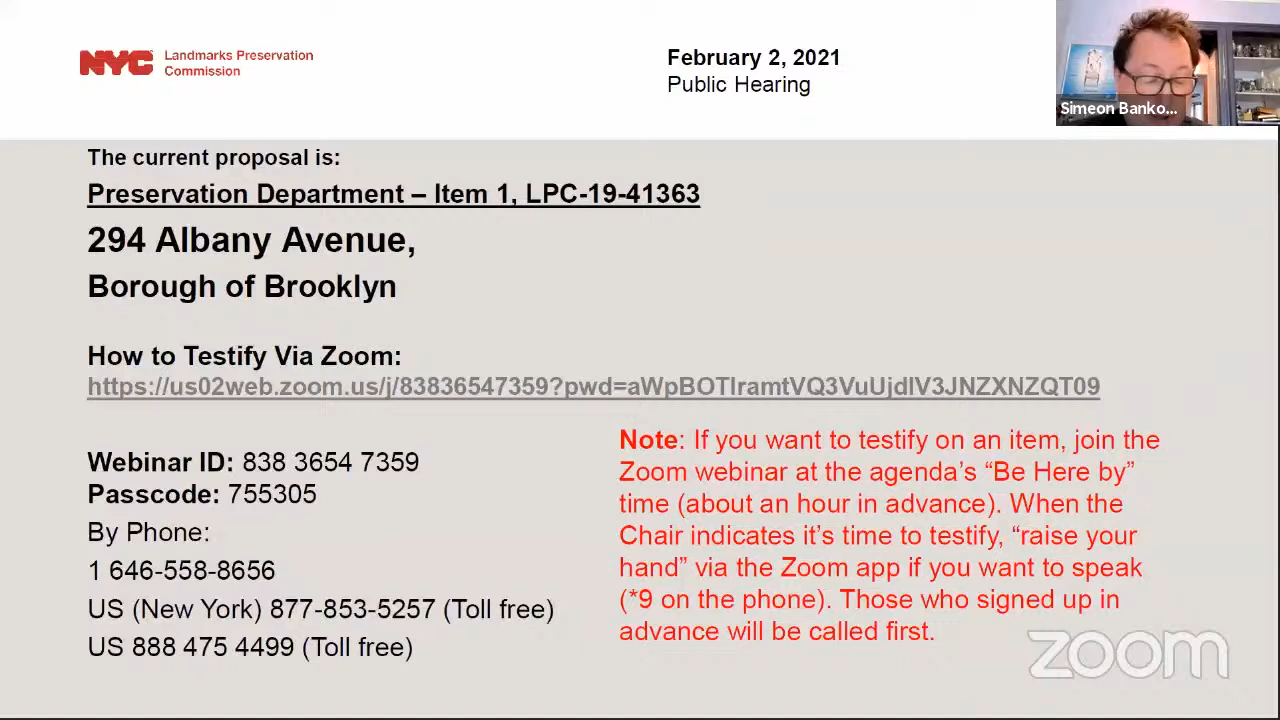 NYC Landmarks Preservation
Commission
February 2, 2021
Public Hearing
Simeon Banko...
The current proposal is:
Preservation Department – Item 1, LPC-19-41363
294 Albany Avenue,
Borough of Brooklyn
How to Testify Via Zoom:
https://us02web.zoom.us/j/83836547359?pwd=aWpBOTIramtVQ3VuUjdIV3JNZXNZQT09
Webinar ID: 838 3654 7359
Passcode: 755305
By Phone:
1 646-558-8656
US (New York) 877-853-5257 (Toll free)
US 888 475 4499 (Toll free)
Note: If you want to testify on an item, join the
Zoom webinar at the agenda’s “Be Here by”
time (about an hour in advance). When the
Chair indicates it’s time to testify, “raise your
hand” via the Zoom app if you want to speak
(*9 on the phone). Those who signed up in
advance will be called first.
zoom